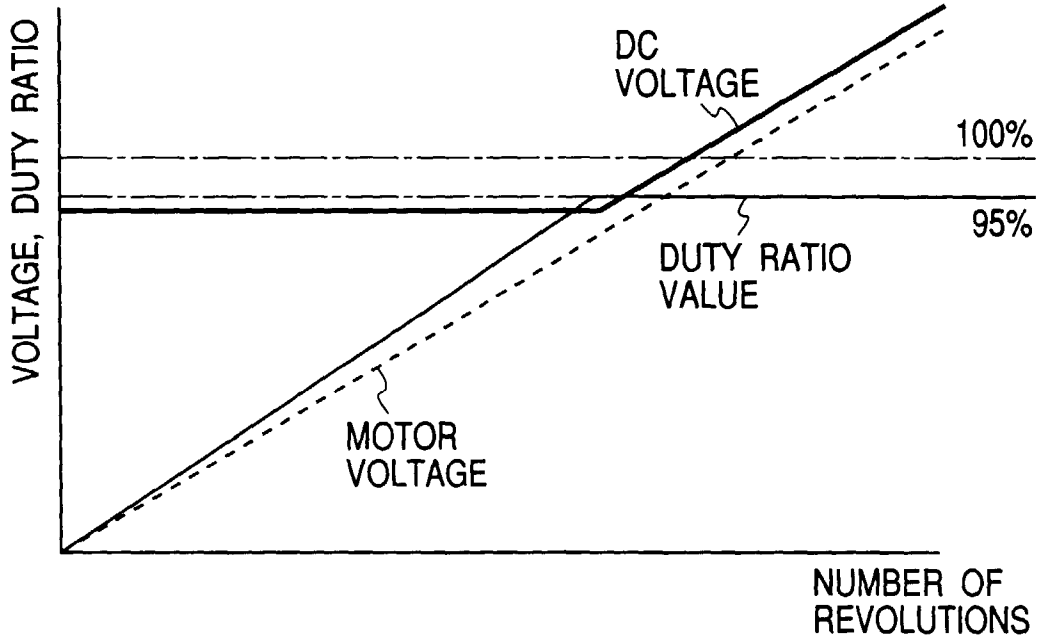 VOLTAGE, DUTY RATIO
DC
VOLTAGE
100%
95%
DUTY RATIO
VALUE
MOTOR
VOLTAGE
NUMBER OF
REVOLUTIONS